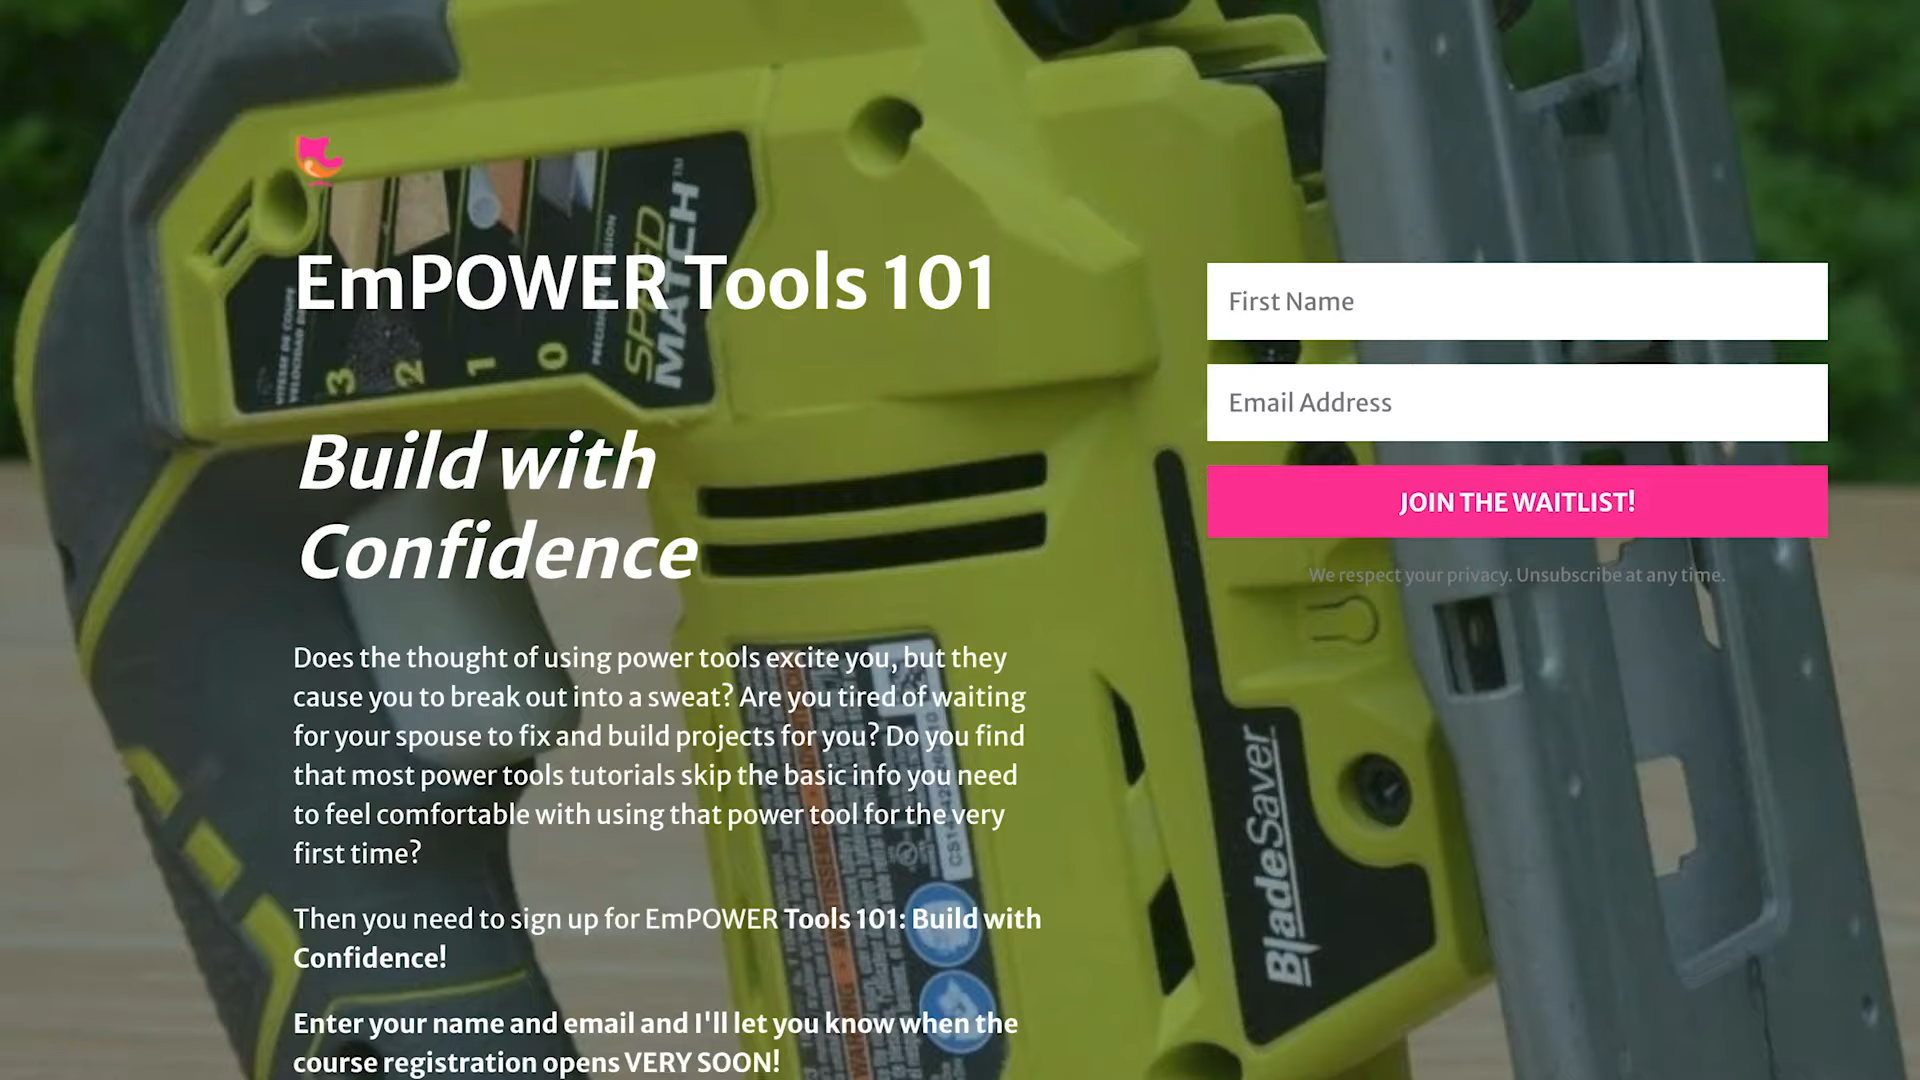 EmPOWER Tools 101
Build with
Confidence
Does the thought of using power tools excite you, but they
cause you to break out into a sweat? Are you tired of waiting
for your spouse to fix and build projects for you? Do you find
that most power tools tutorials skip the basic info you need
to feel comfortable with using that power tool for the very
first time?
Then you need to sign up for EmPOWER Tools 101: Build with
Confidence!
Enter your name and email and I'll let you know when the
course registration opens VERY SOON!
First Name
Email Address
JOIN THE WAITLIST!
We respect your privacy. Unsubscribe at any time.
SPEED
MATCH™
3 2 1 0
BladeSaver